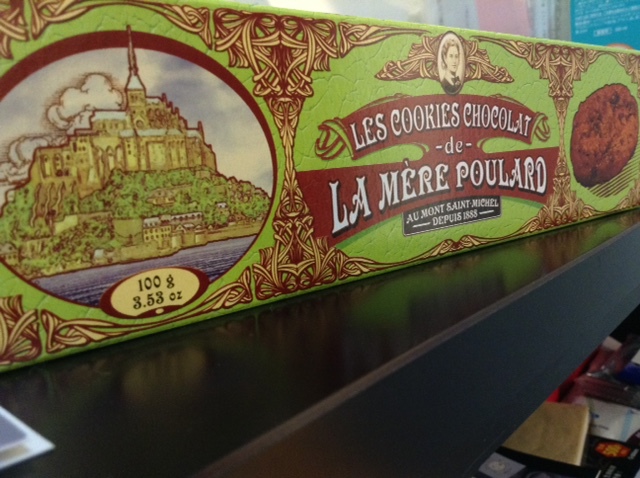 LES COOKIES CHOCOLAT
-de-
LA MÈRE POULARD
AU MONT SAINT-MICHEL
DEPUIS 1888
100 g
3.53 oz